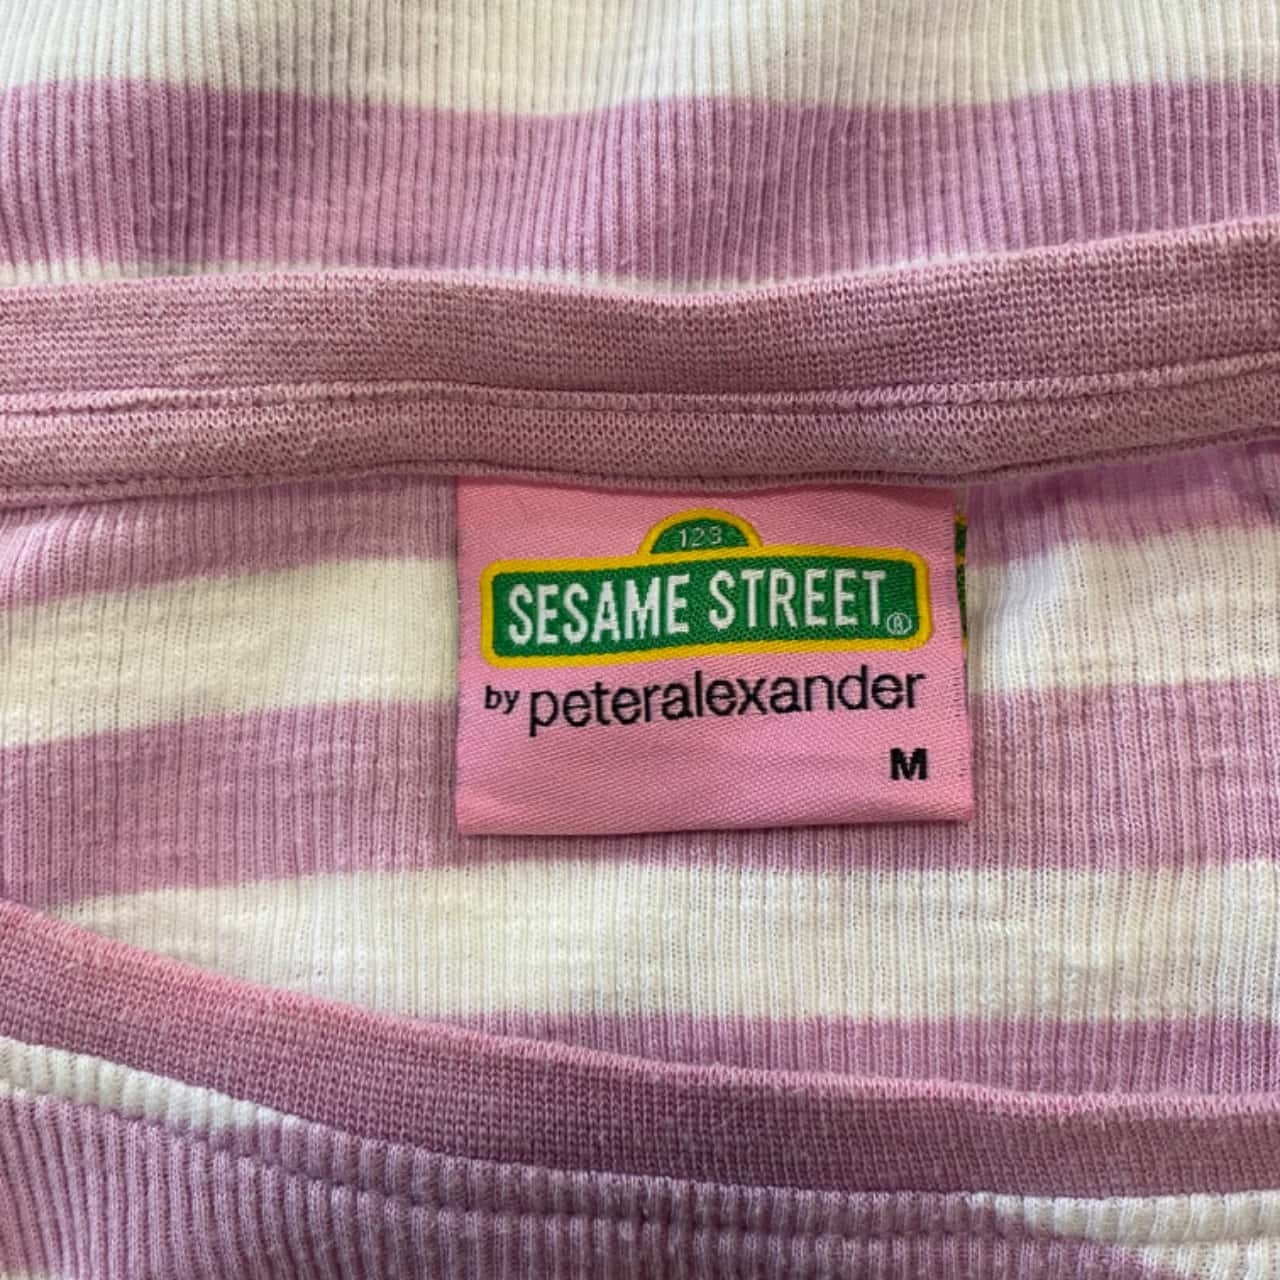 123
SESAME STREET
by peteralexander
M